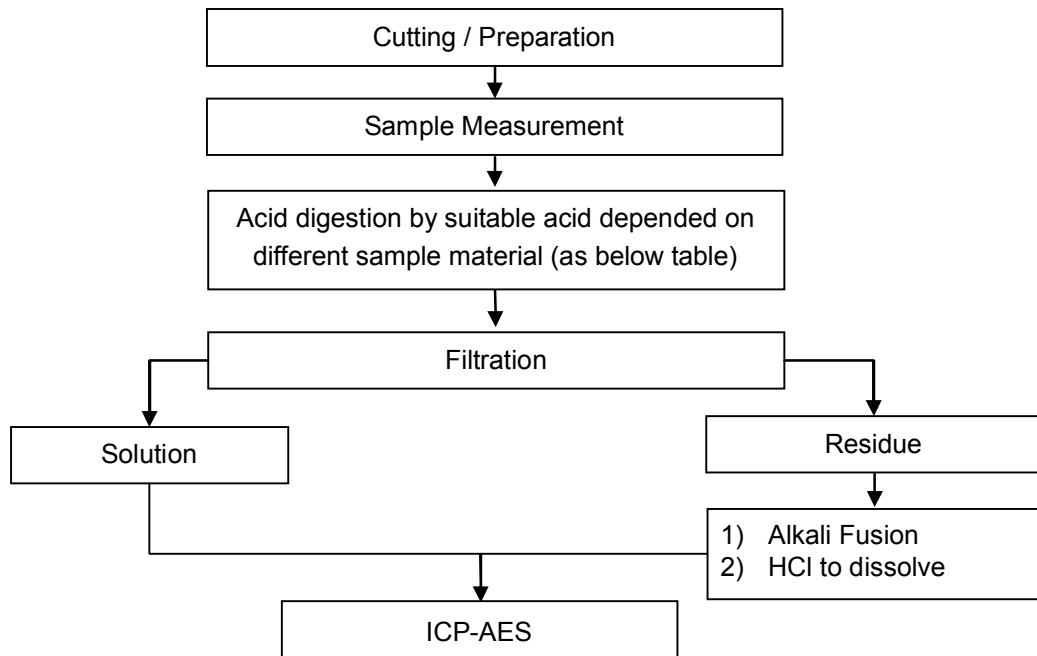 Cutting / Preparation
Sample Measurement
Acid digestion by suitable acid depended on
different sample material (as below table)
Filtration
Solution
Residue
1) Alkali Fusion
2) HCl to dissolve
ICP-AES